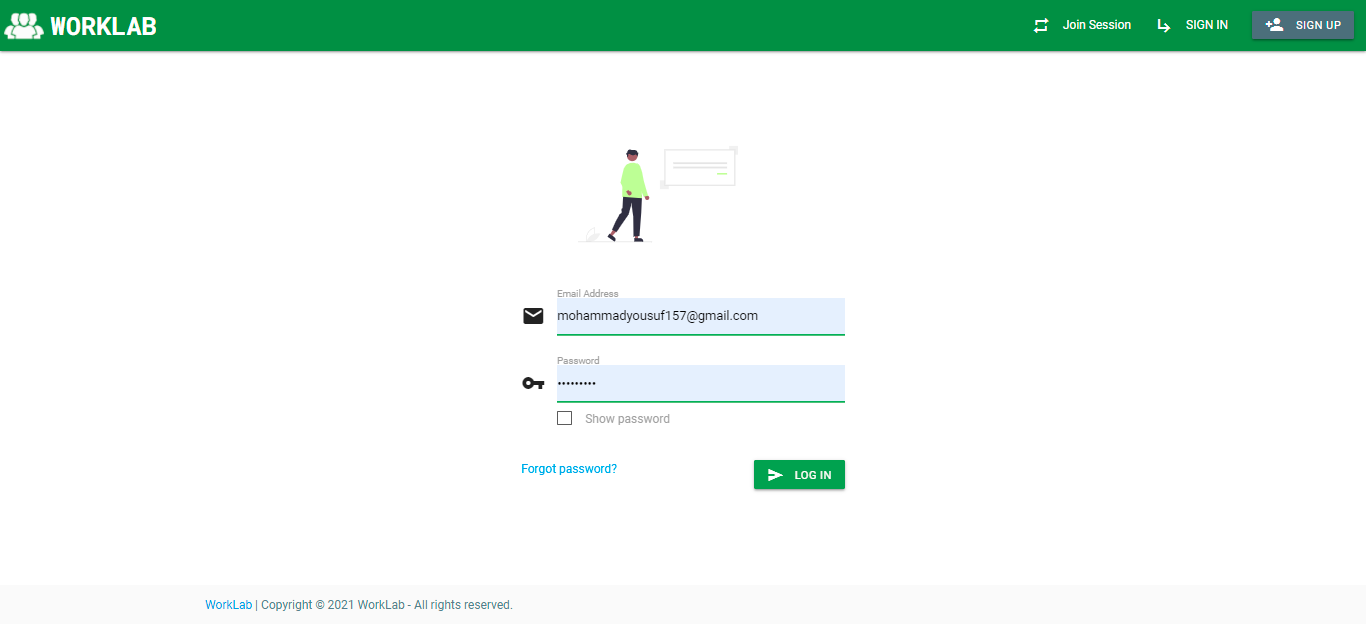 WORKLAB
Join Session
SIGN IN
SIGN UP
Email Address
mohammadyousuf157@gmail.com
Password
•••••••••
Show password
Forgot password?
LOG IN
WorkLab | Copyright © 2021 WorkLab - All rights reserved.